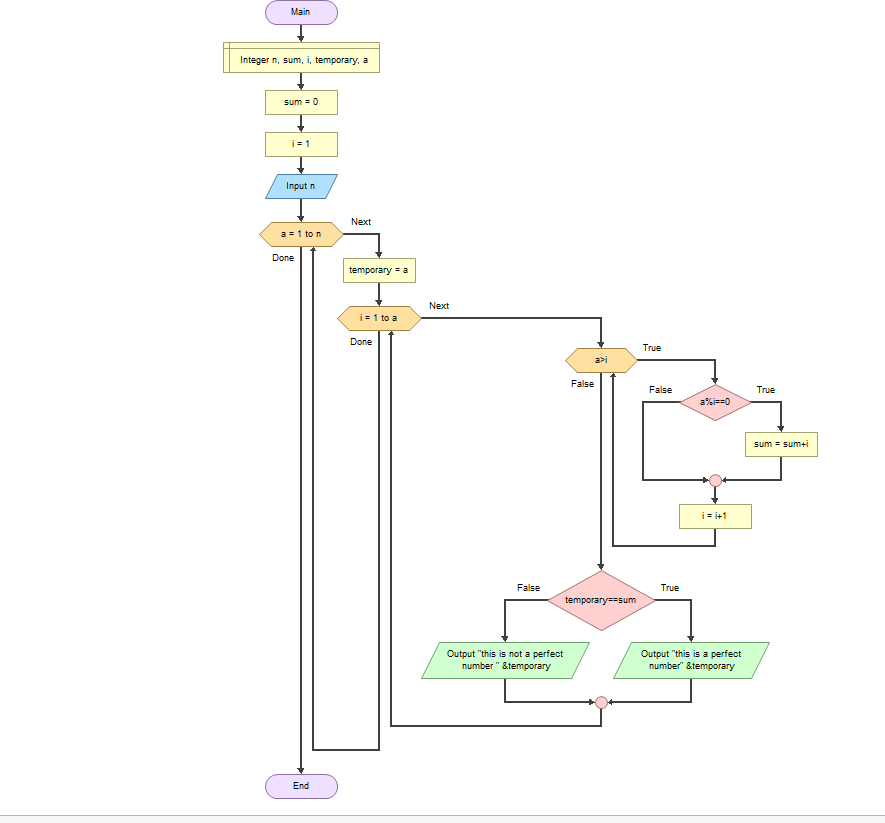 Main
Integer n, sum, i, temporary, a
sum = 0
i = 1
Input n
a = 1 to n
Next
Done
temporary = a
i = 1 to a
Next
Done
a>i
True
False
a%i==0
False
True
sum = sum+i
i = i+1
temporary==sum
False
True
Output "this is not a perfect
number " &temporary
Output "this is a perfect
number" &temporary
End